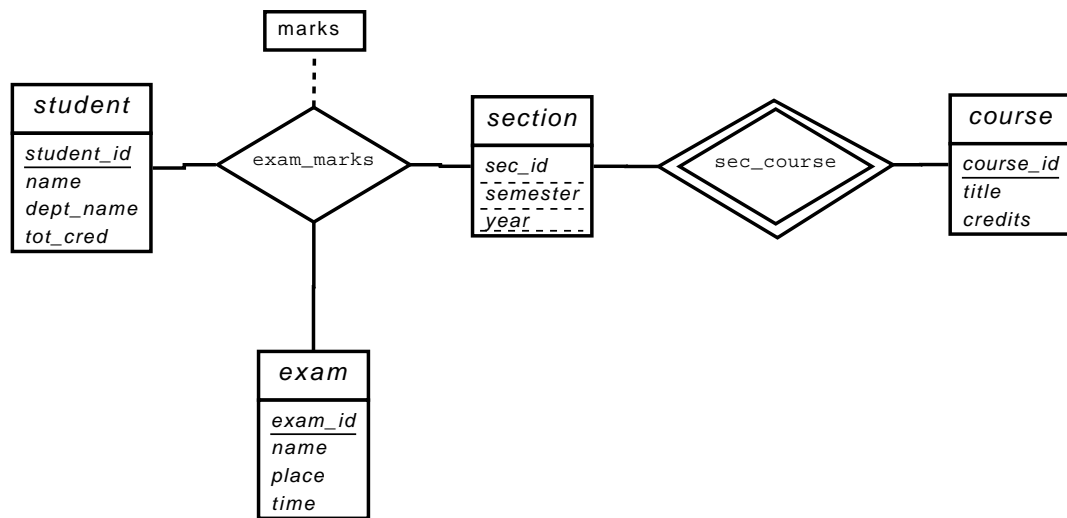 marks
student
student_id
name
dept_name
tot_cred
exam_marks
section
sec_id
semester
year
sec_course
course
course_id
title
credits
exam
exam_id
name
place
time